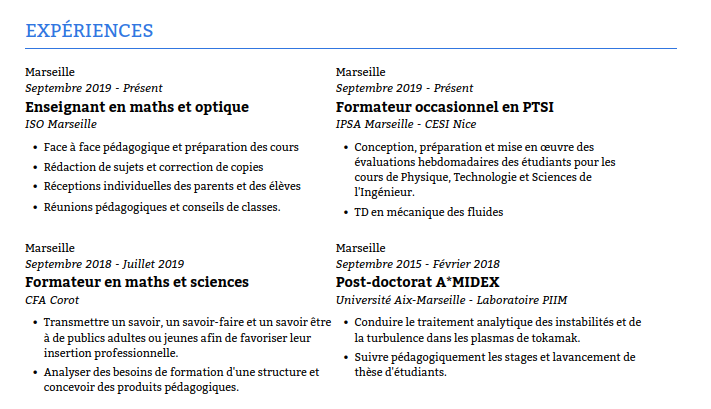 EXPÉRIENCES
Marseille
Septembre 2019 - Présent
Enseignant en maths et optique
ISO Marseille
• Face à face pédagogique et préparation des cours
• Rédaction de sujets et correction de copies
• Réceptions individuelles des parents et des élèves
• Réunions pédagogiques et conseils de classes.
Marseille
Septembre 2019 - Présent
Formateur occasionnel en PTSI
IPSA Marseille - CESI Nice
• Conception, préparation et mise en œuvre des
évaluations hebdomadaires des étudiants pour les
cours de Physique, Technologie et Sciences de
l'Ingénieur.
• TD en mécanique des fluides
Marseille
Septembre 2018 - Juillet 2019
Formateur en maths et sciences
CFA Corot
• Transmettre un savoir, un savoir-faire et un savoir être
à de publics adultes ou jeunes afin de favoriser leur
insertion professionnelle.
• Analyser des besoins de formation d'une structure et
concevoir des produits pédagogiques.
Marseille
Septembre 2015 - Février 2018
Post-doctorat A*MIDEX
Université Aix-Marseille - Laboratoire PIIM
• Conduire le traitement analytique des instabilités et de
la turbulence dans les plasmas de tokamak.
• Suivre pédagogiquement les stages et lavancement de
thèse d'étudiants.